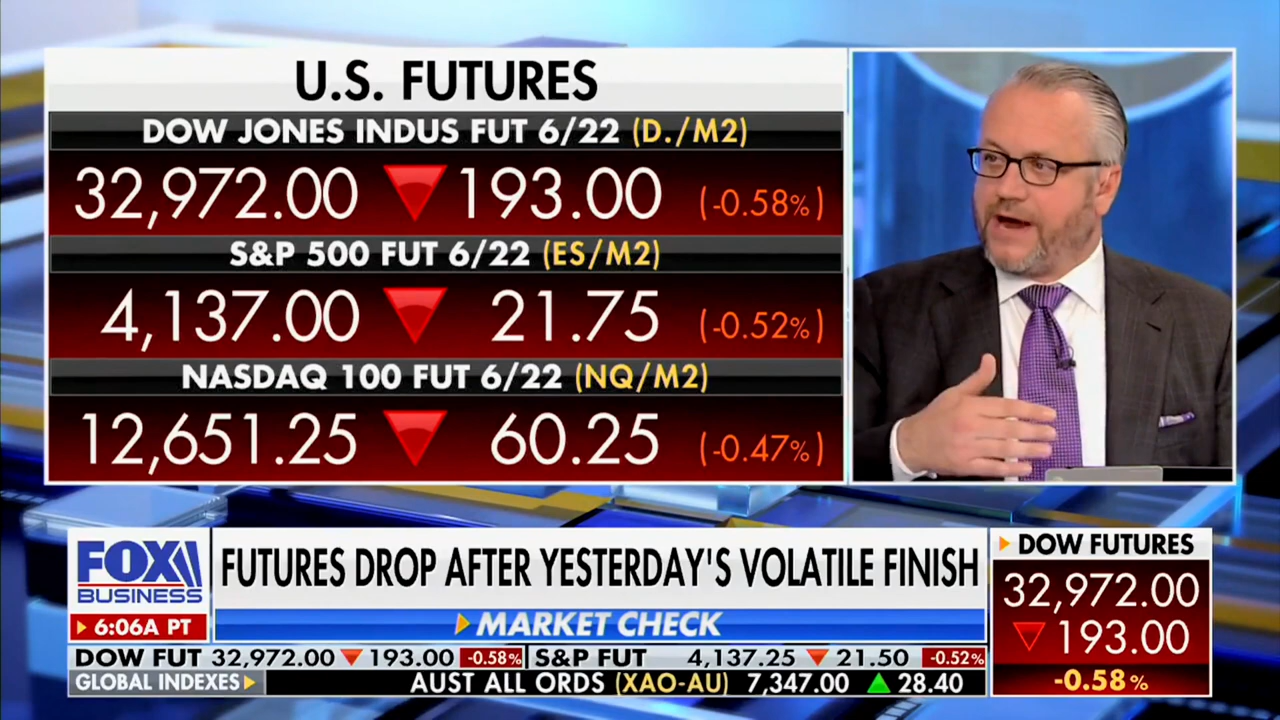 U.S. FUTURES
DOW JONES INDUS FUT 6/22 (D./M2)
32,972.00 ▼ 193.00 (-0.58%)
S&P 500 FUT 6/22 (ES/M2)
4,137.00 ▼ 21.75 (-0.52%)
NASDAQ 100 FUT 6/22 (NQ/M2)
12,651.25 ▼ 60.25 (-0.47%)
FOX
BUSINESS
6:06A PT
FUTURES DROP AFTER YESTERDAY'S VOLATILE FINISH
MARKET CHECK
DOW FUTURES
32,972.00
▼ 193.00
-0.58%
DOW FUT 32,972.00 ▼ 193.00 -0.58% S&P FUT 4,137.25 ▼ 21.50 -0.52%
GLOBAL INDEXES AUST ALL ORDS (XAO-AU) 7,347.00 ▲ 28.40